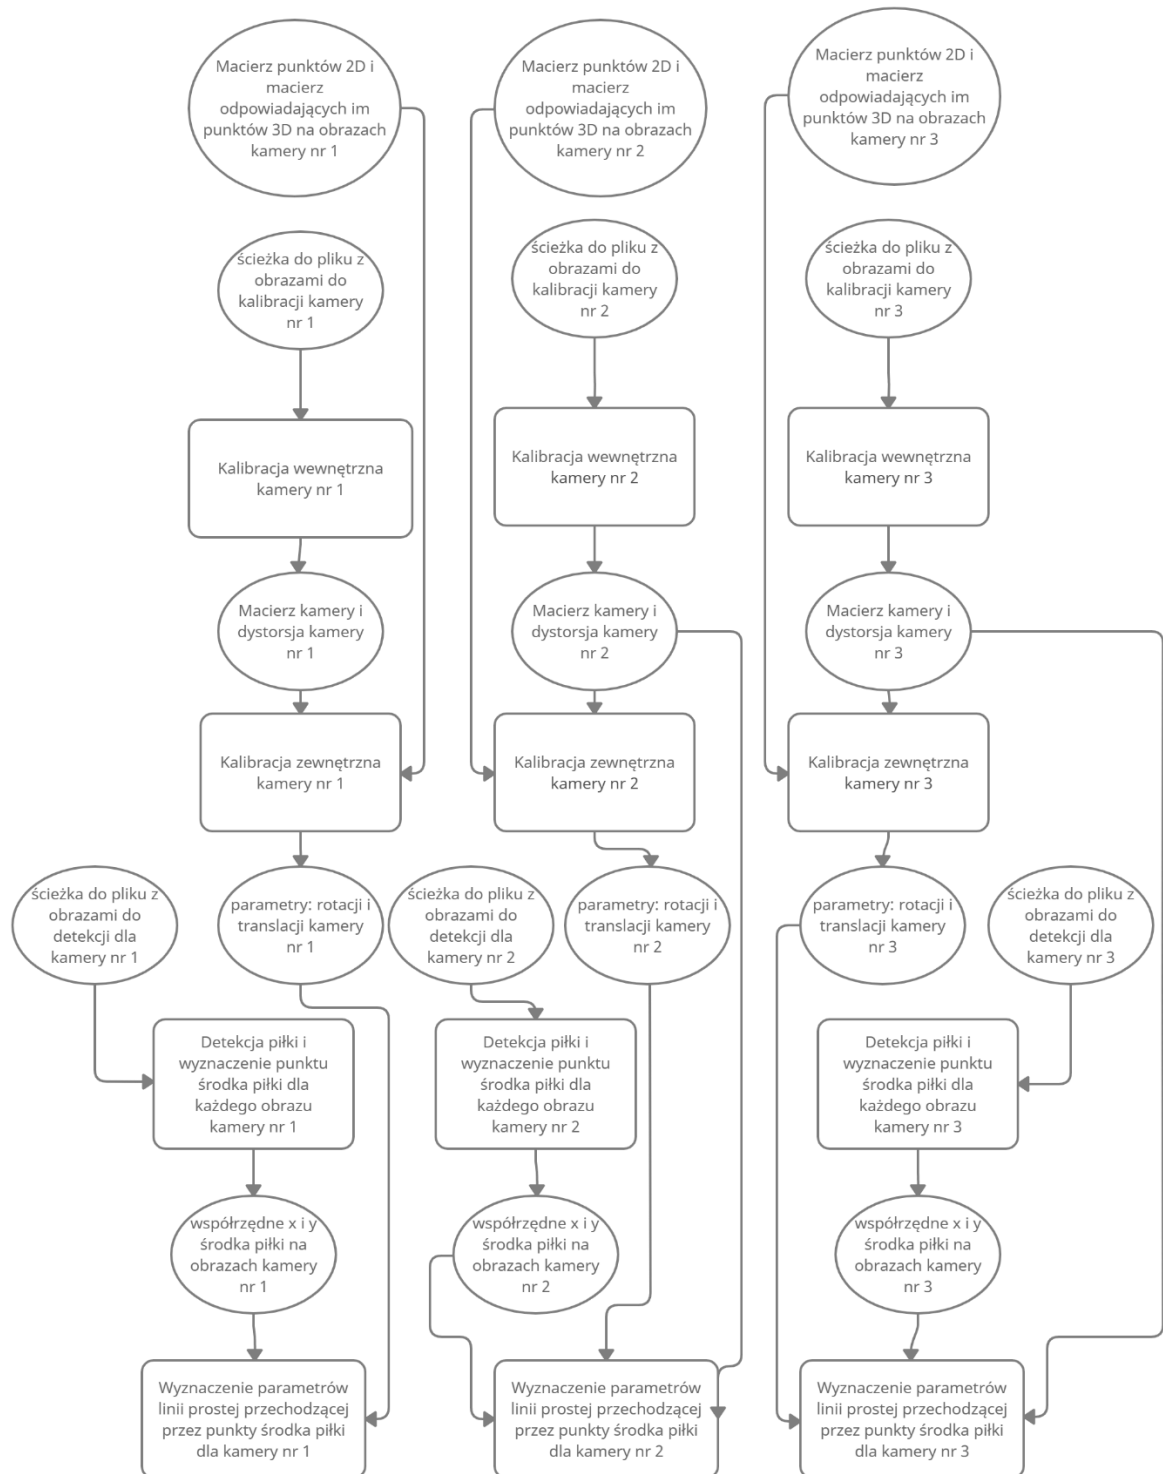 Macierz punktów 2D i
macierz
odpowiadających im
punktów 3D na obrazach
kamery nr 1
Macierz punktów 2D i
macierz
odpowiadających im
punktów 3D na obrazach
kamery nr 2
Macierz punktów 2D i
macierz
odpowiadających im
punktów 3D na obrazach
kamery nr 3
ścieżka do pliku z
obrazami do
kalibracji kamery
nr 1
ścieżka do pliku z
obrazami do
kalibracji kamery
nr 2
ścieżka do pliku z
obrazami do
kalibracji kamery
nr 3
Kalibracja wewnętrzna
kamery nr 1
Kalibracja wewnętrzna
kamery nr 2
Kalibracja wewnętrzna
kamery nr 3
Macierz kamery i
dystorsja kamery
nr 1
Macierz kamery i
dystorsja kamery
nr 2
Macierz kamery i
dystorsja kamery
nr 3
Kalibracja zewnętrzna
kamery nr 1
Kalibracja zewnętrzna
kamery nr 2
Kalibracja zewnętrzna
kamery nr 3
ścieżka do pliku z
obrazami do
detekcji dla
kamery nr 1
parametry: rotacji i
translacji kamery
nr 1
ścieżka do pliku z
obrazami do
detekcji dla
kamery nr 2
parametry: rotacji i
translacji kamery
nr 2
parametry: rotacji i
translacji kamery
nr 3
ścieżka do pliku z
obrazami do
detekcji dla
kamery nr 3
Detekcja piłki i
wyznaczenie punktu
środka piłki dla
każdego obrazu
kamery nr 1
Detekcja piłki i
wyznaczenie punktu
środka piłki dla
każdego obrazu
kamery nr 2
Detekcja piłki i
wyznaczenie punktu
środka piłki dla
każdego obrazu
kamery nr 3
współrzędne x i y
środka piłki na
obrazach kamery
nr 1
współrzędne x i y
środka piłki na
obrazach kamery
nr 2
współrzędne x i y
środka piłki na
obrazach kamery
nr 3
Wyznaczenie parametrów
linii prostej przechodzącej
przez punkty środka piłki
dla kamery nr 1
Wyznaczenie parametrów
linii prostej przechodzącej
przez punkty środka piłki
dla kamery nr 2
Wyznaczenie parametrów
linii prostej przechodzącej
przez punkty środka piłki
dla kamery nr 3